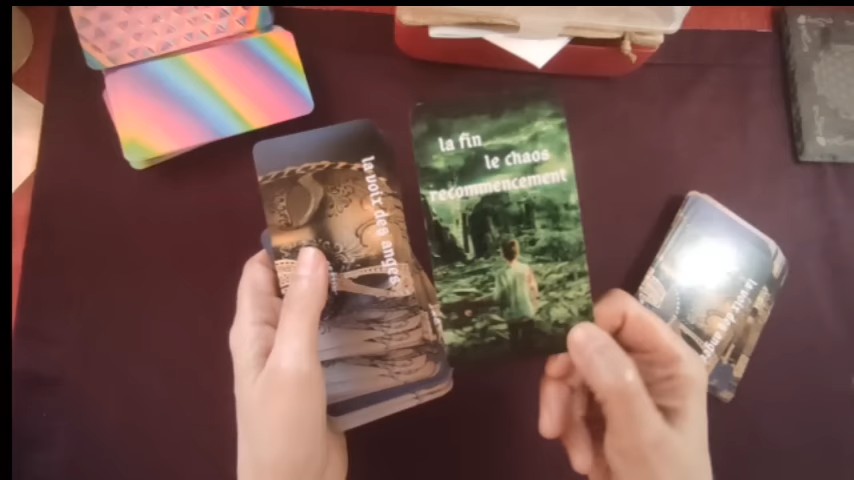 la fin
le chaos
recommencement
la voix des anges
la voix des anges